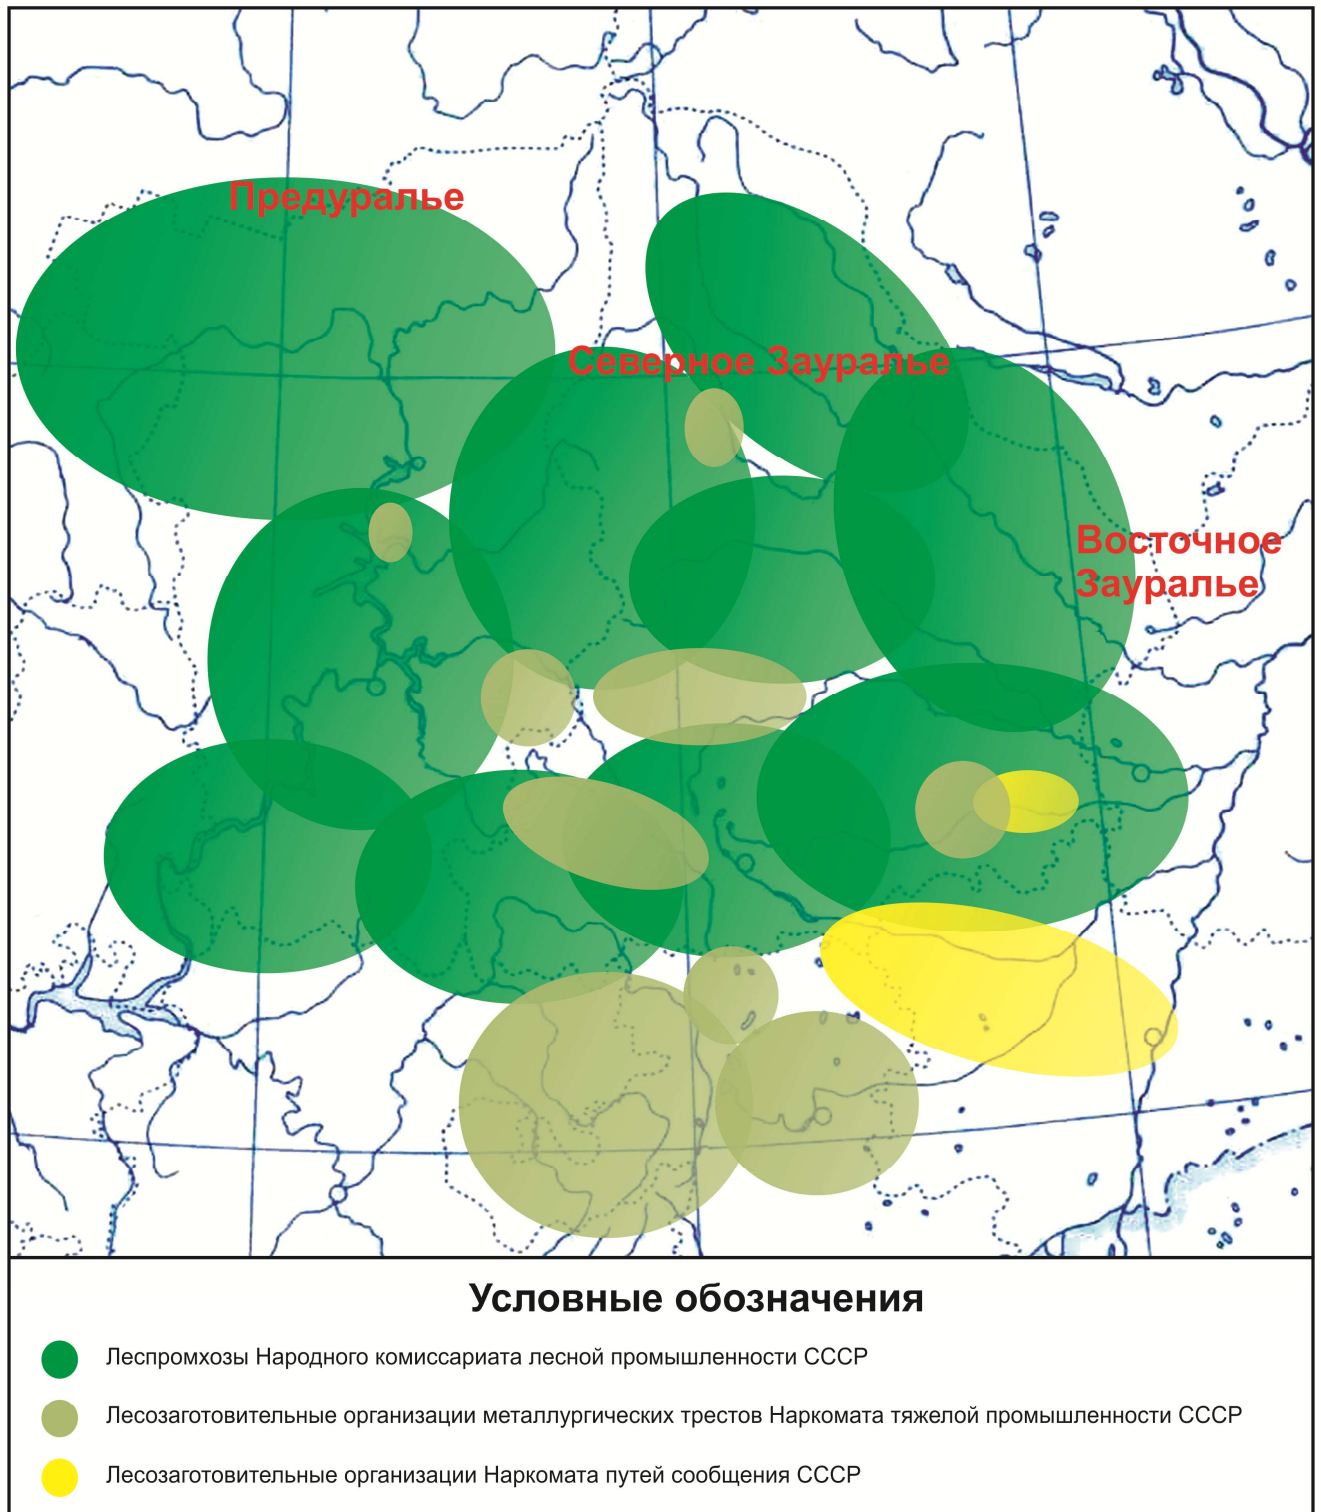 Предуралье
Северное Зауралье
Восточное
Зауралье
Условные обозначения
Леспромхозы Народного комиссариата лесной промышленности СССР
Лесозаготовительные организации металлургических трестов Наркомата тяжелой промышленности СССР
Лесозаготовительные организации Наркомата путей сообщения СССР